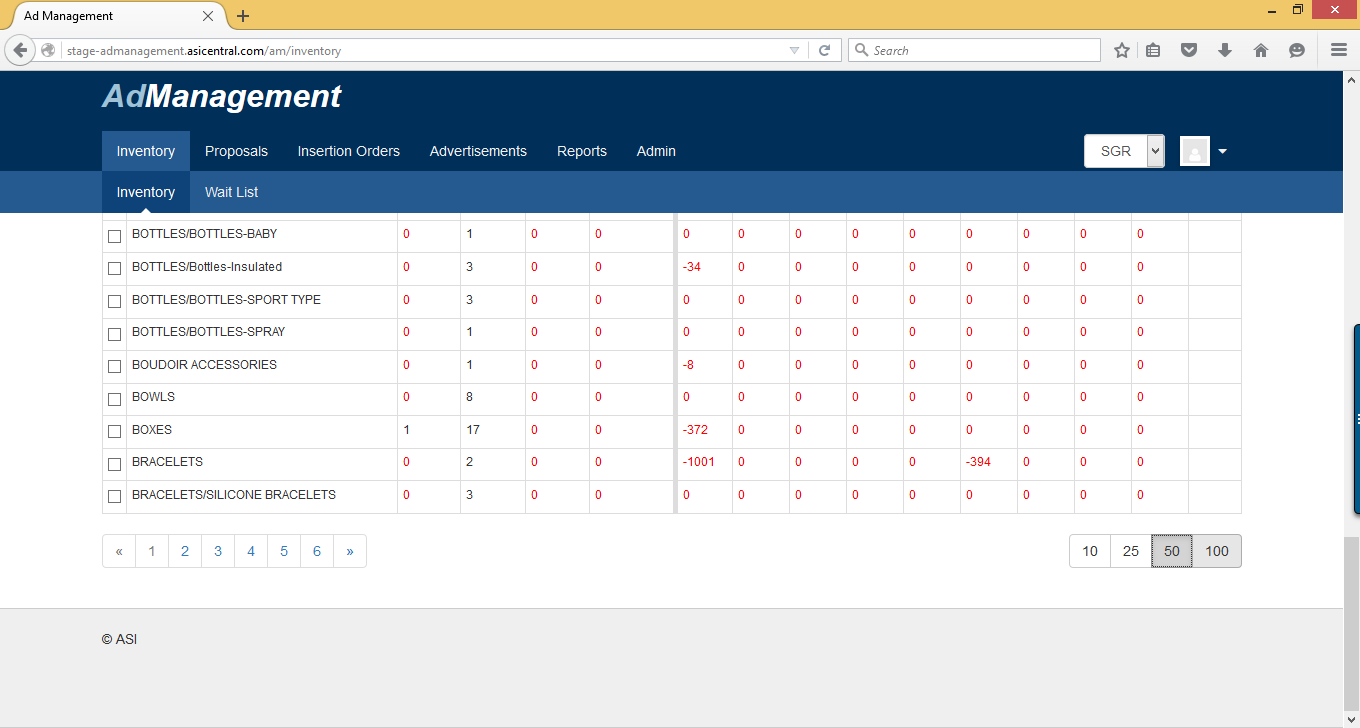 Ad Management
stage-admanagement.asicentral.com/am/inventory
Search
AdManagement
Inventory Proposals Insertion Orders Advertisements Reports Admin SGR
Inventory Wait List
BOTTLES/BOTTLES-BABY 0 1 0 0 0 0 0 0 0 0 0 0 0
BOTTLES/Bottles-Insulated 0 3 0 0 -34 0 0 0 0 0 0 0 0
BOTTLES/BOTTLES-SPORT TYPE 0 3 0 0 0 0 0 0 0 0 0 0 0
BOTTLES/BOTTLES-SPRAY 0 1 0 0 0 0 0 0 0 0 0 0 0
BOUDOIR ACCESSORIES 0 1 0 0 -8 0 0 0 0 0 0 0 0
BOWLS 0 8 0 0 0 0 0 0 0 0 0 0 0
BOXES 1 17 0 0 -372 0 0 0 0 0 0 0 0
BRACELETS 0 2 0 0 -1001 0 0 0 0 -394 0 0 0
BRACELETS/SILICONE BRACELETS 0 3 0 0 0 0 0 0 0 0 0 0 0
« 1 2 3 4 5 6 » 10 25 50 100
© ASI